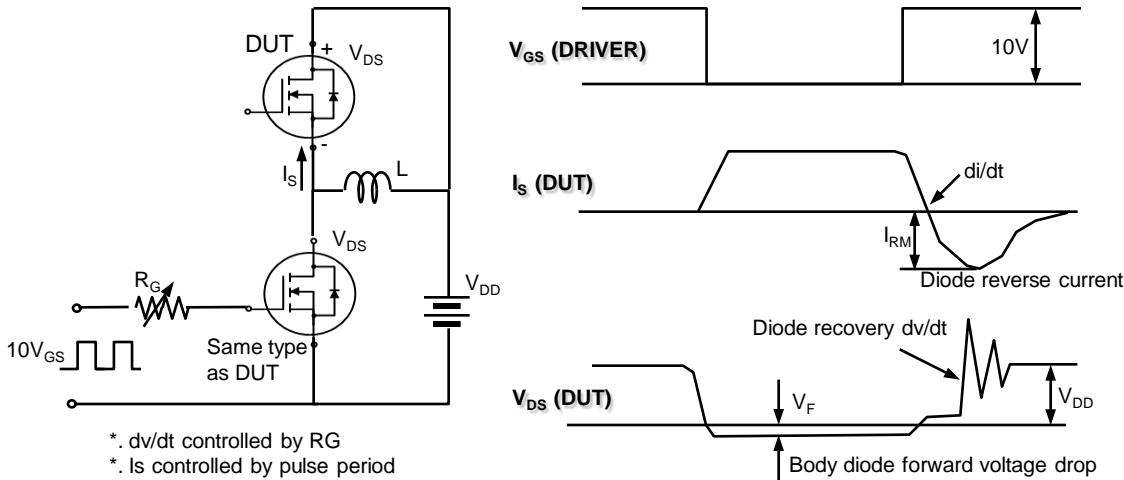 DUT
+
V_DS
-
I_S
L
V_DS
R_G
V_DD
10V_GS
Same type
as DUT
*. dv/dt controlled by RG
*. Is controlled by pulse period
V_GS (DRIVER)
10V
I_S (DUT)
di/dt
I_RM
Diode reverse current
Diode recovery dv/dt
V_DS (DUT)
V_F
V_DD
Body diode forward voltage drop